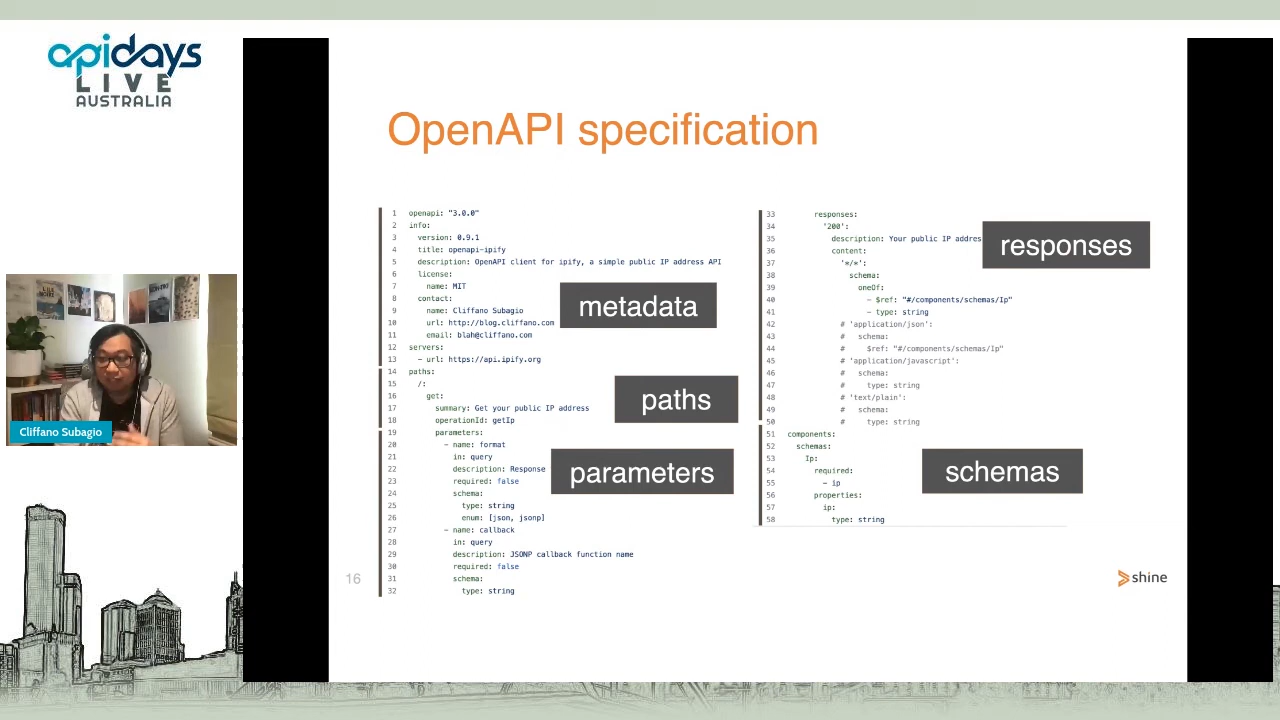 apidays
LIVE
AUSTRALIA
OpenAPI specification
1 openapi: "3.0.0"
2 info:
3 version: 0.9.1
4 title: openapi-ipify
5 description: OpenAPI client for ipify, a simple public IP address API
6 license:
7 name: MIT
8 contact:
9 name: Cliffano Subagio
10 url: http://blog.cliffano.com
11 email: blah@cliffano.com
12 servers:
13 - url: https://api.ipify.org
14 paths:
15 /:
16 get:
17 summary: Get your public IP address
18 operationId: getIp
19 parameters:
20 - name: format
21 in: query
22 description: Response
23 required: false
24 schema:
25 type: string
26 enum: [json, jsonp]
27 - name: callback
28 in: query
29 description: JSONP callback function name
30 required: false
31 schema:
32 type: string
metadata
paths
parameters
33 responses:
34 '200':
35 description: Your public IP addres
36 content:
37 '*/*':
38 schema:
39 oneOf:
40 - $ref: "#/components/schemas/Ip"
41 - type: string
42 # 'application/json':
43 # schema:
44 # $ref: "#/components/schemas/Ip"
45 # 'application/javascript':
46 # schema:
47 # type: string
48 # 'text/plain':
49 # schema:
50 # type: string
51 components:
52 schemas:
53 Ip:
54 required:
55 - ip
56 properties:
57 ip:
58 type: string
responses
schemas
Cliffano Subagio
16
shine